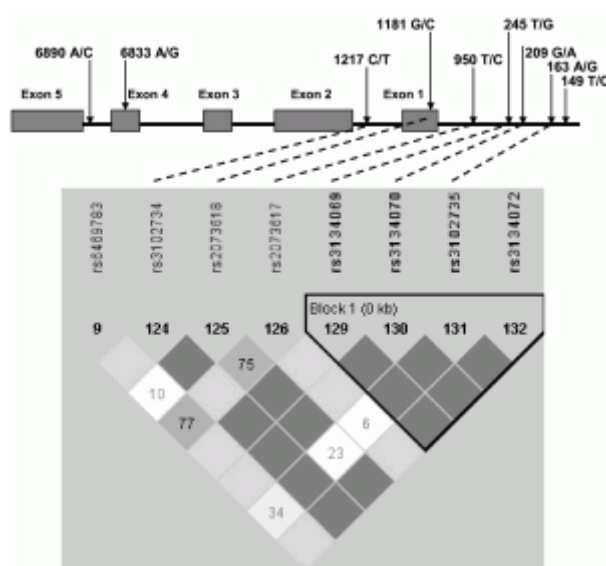 1181 G/C
245 T/G
6890 A/C
6833 A/G
1217 C/T
950 T/C
209 G/A
163 A/G
149 T/C
Exon 5
Exon 4
Exon 3
Exon 2
Exon 1
rs6469783
rs3102734
rs2073618
rs2073617
rs3134069
rs3134070
rs3102735
rs3134072
Block 1 (0 kb)
9 124 125 126 129 130 131 132
75
10
77
6
23
34